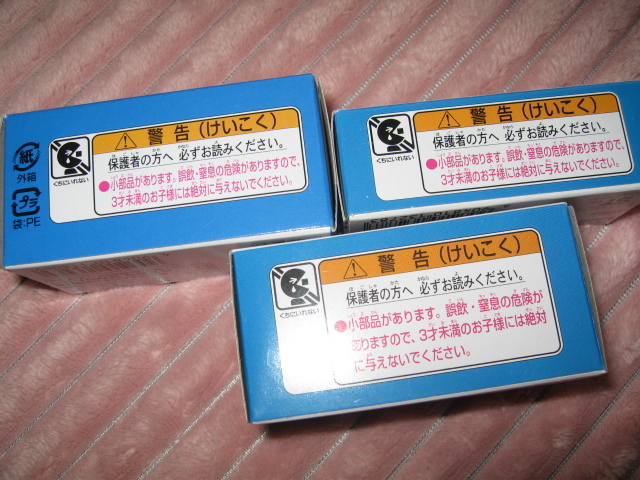 紙
外箱
プラ
袋:PE
くちにいれない
警告(けいこく)
保護者の方へ 必ずお読みください。
●小部品があります。誤飲・窒息の危険がありますので、
3才未満のお子様には絶対に与えないでください。
くちにいれない
警告(けいこく)
保護者の方へ 必ずお読みください。
●小部品があります。誤飲・窒息の危険がありますので、
3才未満のお子様には絶対に与えないでください。
くちにいれない
警告(けいこく)
保護者の方へ 必ずお読みください。
●小部品があります。誤飲・窒息の危険が
ありますので、3才未満のお子様には絶対
に与えないでください。